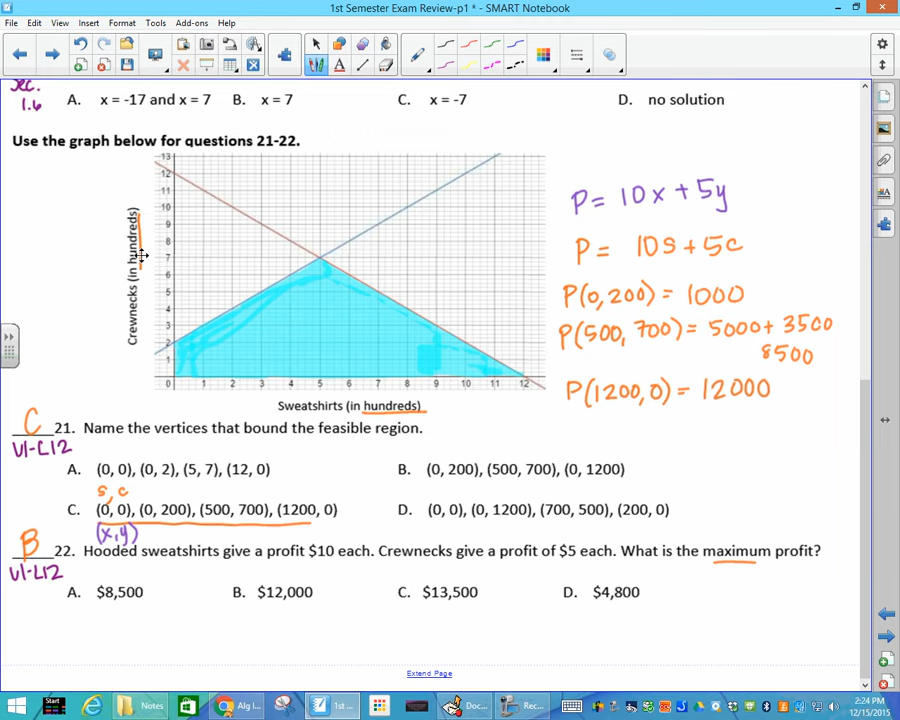 1st Semester Exam Review-p1 * - SMART Notebook
File Edit View Insert Format Tools Add-ons Help
Sec.
1.6
A. x = -17 and x = 7 B. x = 7 C. x = -7 D. no solution
Use the graph below for questions 21-22.
13
12
11
10
9
8
7
6
5
4
3
2
1
0 1 2 3 4 5 6 7 8 9 10 11 12
Crewnecks (in hundreds)
Sweatshirts (in hundreds)
P = 10x + 5y
P = 10s + 5c
P(0,200) = 1000
P(500, 700) = 5000 + 3500
8500
P(1200,0) = 12000
C 21. Name the vertices that bound the feasible region.
U1-L12
A. (0, 0), (0, 2), (5, 7), (12, 0) B. (0, 200), (500, 700), (0, 1200)
s, c
C. (0, 0), (0, 200), (500, 700), (1200, 0) D. (0, 0), (0, 1200), (700, 500), (200, 0)
(x,y)
B 22. Hooded sweatshirts give a profit $10 each. Crewnecks give a profit of $5 each. What is the maximum profit?
U1-L12
A. $8,500 B. $12,000 C. $13,500 D. $4,800
Extend Page
Start Notes Alg I 1st ... Doc... Rec...
2:24 PM
12/15/2015